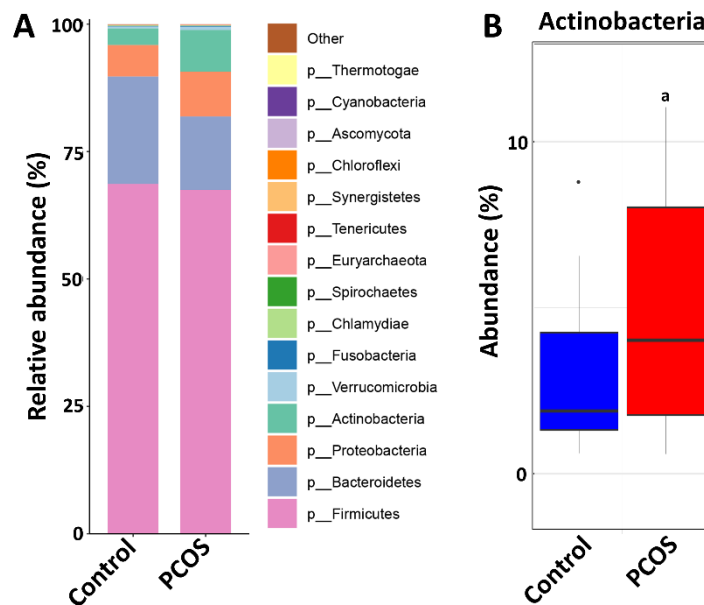 A
Relative abundance (%)
100
75
50
25
0
Control
PCOS
Other
p__Thermotogae
p__Cyanobacteria
p__Ascomycota
p__Chloroflexi
p__Synergistetes
p__Tenericutes
p__Euryarchaeota
p__Spirochaetes
p__Chlamydiae
p__Fusobacteria
p__Verrucomicrobia
p__Actinobacteria
p__Proteobacteria
p__Bacteroidetes
p__Firmicutes
B
Actinobacteria
Abundance (%)
10
0
a
Control
PCOS